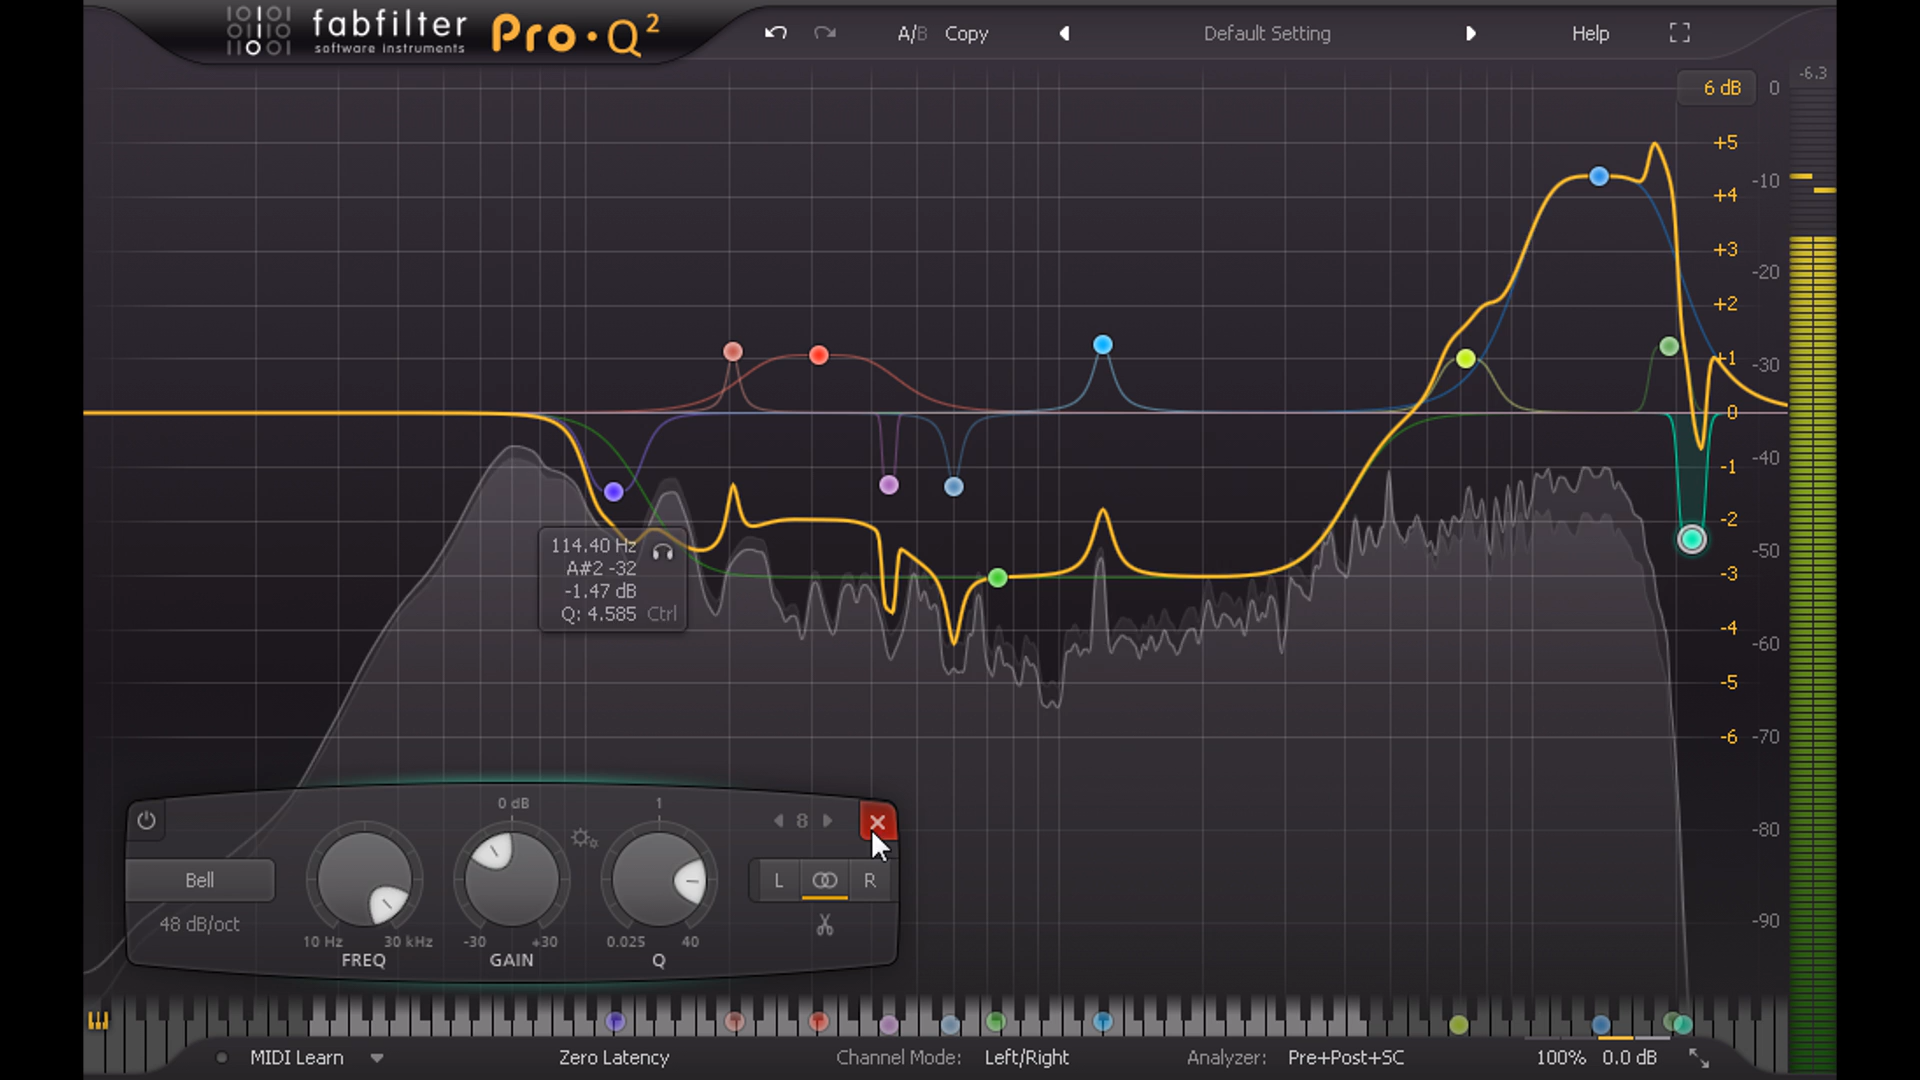 fabfilter
software instruments
Pro·Q²
A/B Copy
Default Setting
Help
-6.3
6 dB
0
+5
-10
+4
+3
-20
+2
+1
-30
0
-40
-1
-2
-50
-3
-4
-60
-5
-6
-70
-80
-90
114.40 Hz
A#2 -32
-1.47 dB
Q: 4.585 Ctrl
0 dB
1
8
Bell
48 dB/oct
10 Hz 30 kHz
FREQ
-30 +30
GAIN
0.025 40
Q
L R
MIDI Learn
Zero Latency
Channel Mode: Left/Right
Analyzer: Pre+Post+SC
100% 0.0 dB